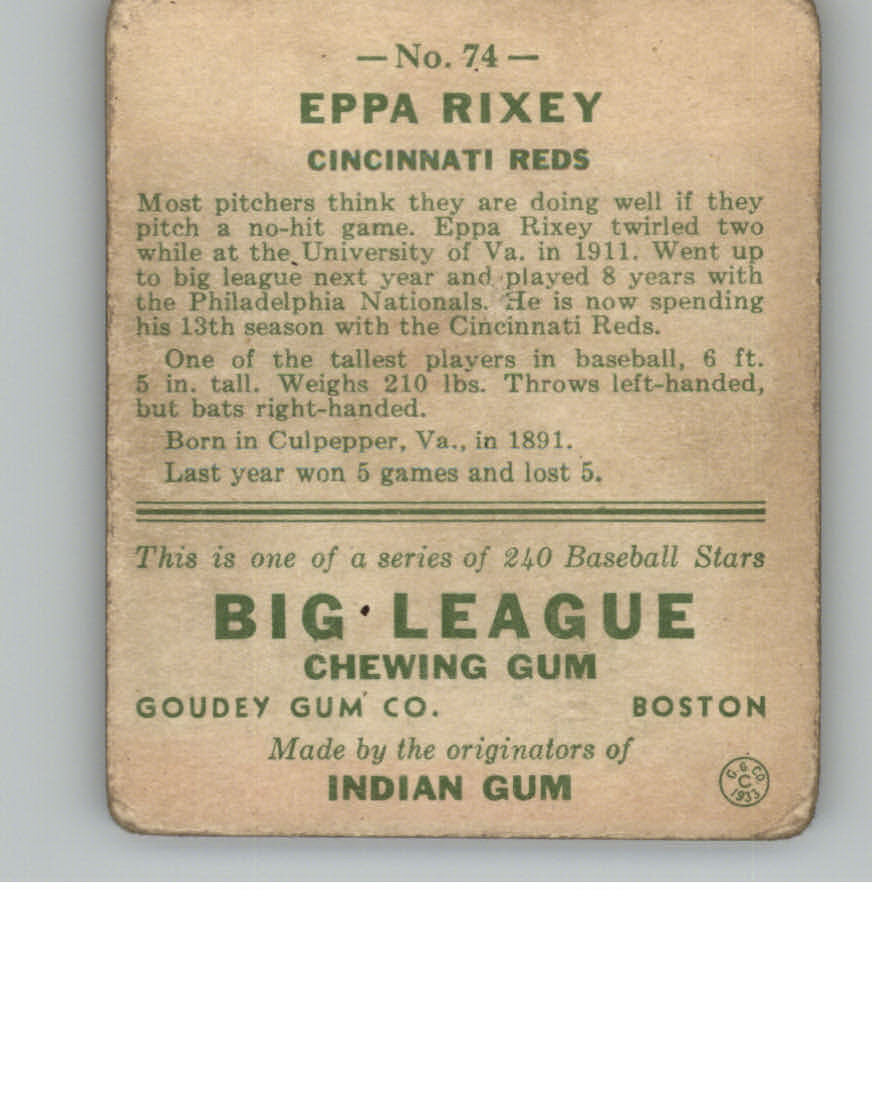 — No. 74 —
EPPA RIXEY
CINCINNATI REDS
Most pitchers think they are doing well if they
pitch a no-hit game. Eppa Rixey twirled two
while at the University of Va. in 1911. Went up
to big league next year and played 8 years with
the Philadelphia Nationals. He is now spending
his 13th season with the Cincinnati Reds.
One of the tallest players in baseball, 6 ft.
5 in. tall. Weighs 210 lbs. Throws left-handed,
but bats right-handed.
Born in Culpepper, Va., in 1891.
Last year won 5 games and lost 5.
This is one of a series of 240 Baseball Stars
BIG LEAGUE
CHEWING GUM
GOUDEY GUM CO. BOSTON
Made by the originators of
INDIAN GUM
G. G. CO.
C
1933